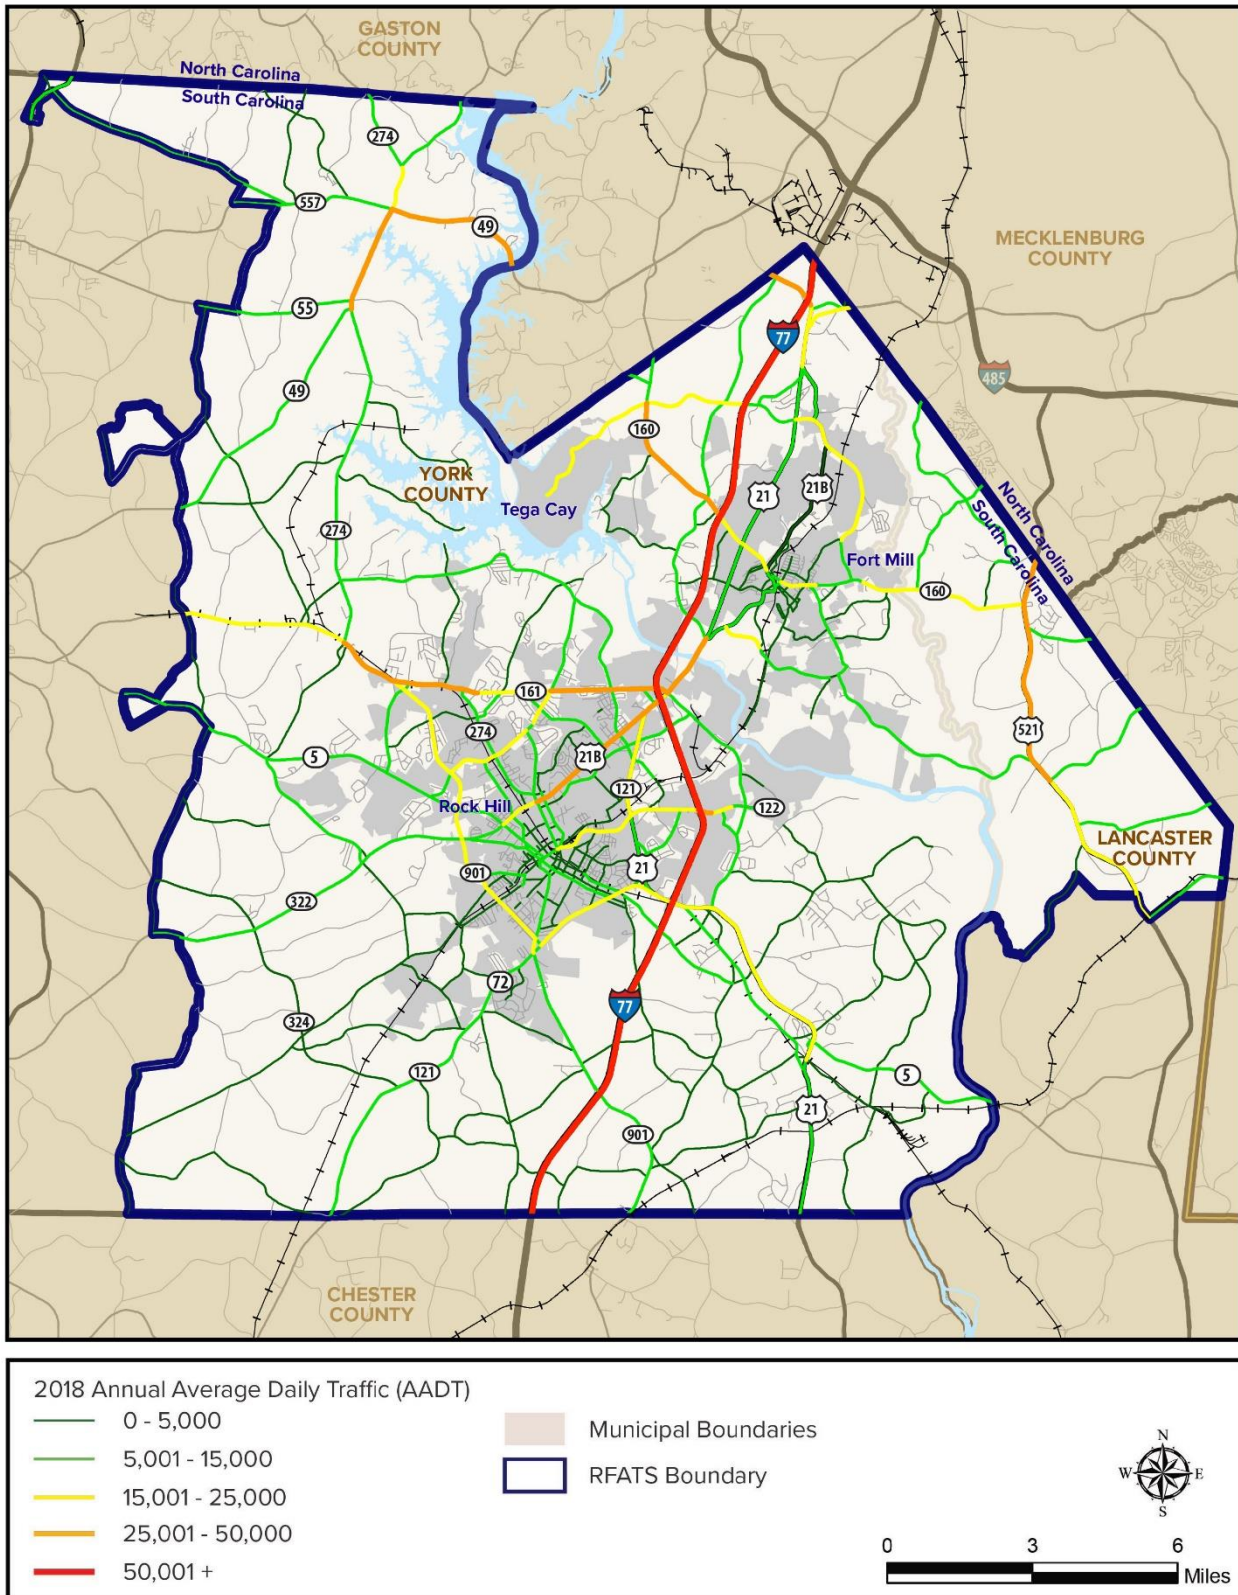 GASTON
COUNTY
North Carolina
South Carolina
274
557
49
MECKLENBURG
COUNTY
55
77
485
49
160
YORK
COUNTY
21
21B
North Carolina
South Carolina
Tega Cay
274
Fort Mill
160
161
274
521
5
21B
121
Rock Hill
122
LANCASTER
COUNTY
901
21
322
72
77
324
121
5
21
901
CHESTER
COUNTY
2018 Annual Average Daily Traffic (AADT)
0 - 5,000
5,001 - 15,000
15,001 - 25,000
25,001 - 50,000
50,001 +
Municipal Boundaries
RFATS Boundary
N
W E
S
0 3 6
Miles